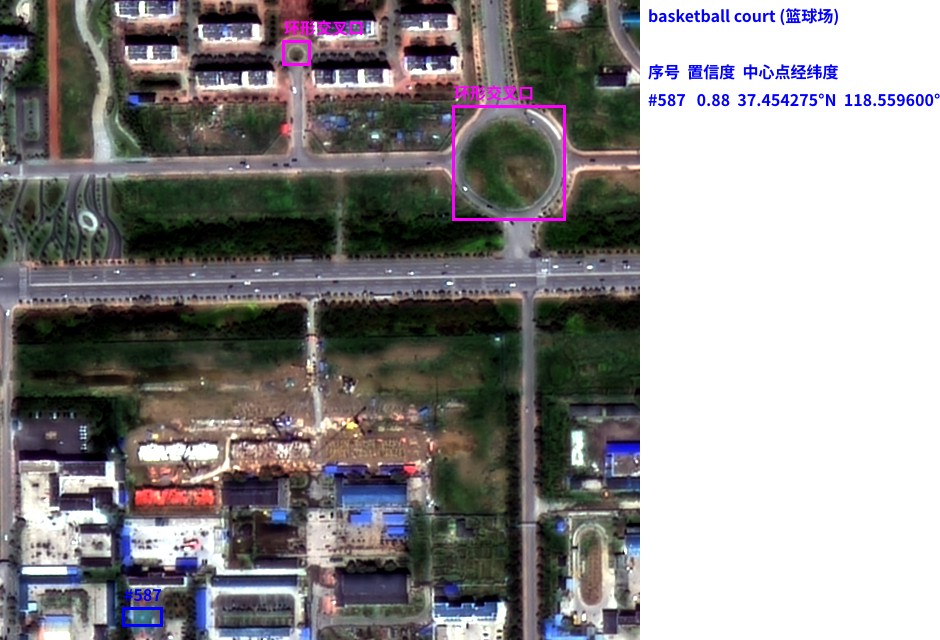 环形交叉口
环形交叉口
#587
basketball court (篮球场)
序号 置信度 中心点经纬度
#587 0.88 37.454275°N 118.559600°